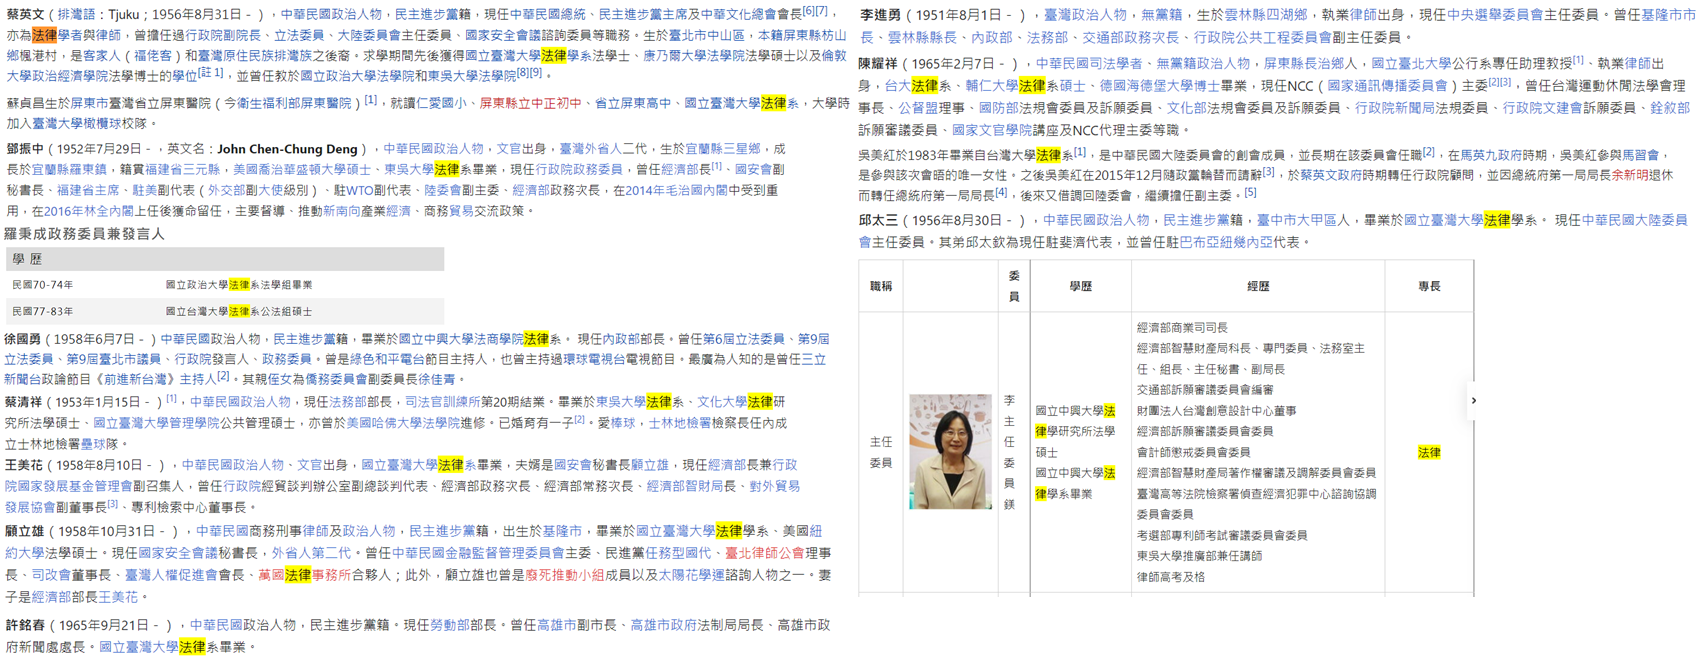 蔡英文（排灣語：Tjuku；1956年8月31日－），中華民國政治人物，民主進步黨籍，現任中華民國總統、民主進步黨主席及中華文化總會會長[6][7]，
亦為法律學者與律師，曾擔任過行政院副院長、立法委員、大陸委員會主任委員、國家安全會議諮詢委員等職務。生於臺北市中山區，本籍屏東縣枋山
鄉楓港村，是客家人（福佬客）和臺灣原住民族排灣族之後裔。求學期間先後獲得國立臺灣大學法律學系法學士、康乃爾大學法學院法學碩士以及倫敦
大學政治經濟學院法學博士的學位[註 1]，並曾任教於國立政治大學法學院和東吳大學法學院[8][9]。
蘇貞昌生於屏東市臺灣省立屏東醫院（今衛生福利部屏東醫院）[1]，就讀仁愛國小、屏東縣立中正初中、省立屏東高中、國立臺灣大學法律系，大學時
加入臺灣大學橄欖球校隊。
鄧振中（1952年7月29日－，英文名：John Chen-Chung Deng），中華民國政治人物，文官出身，臺灣外省人二代，生於宜蘭縣三星鄉，成
長於宜蘭縣羅東鎮，籍貫福建省三元縣，美國喬治華盛頓大學碩士、東吳大學法律系畢業，現任行政院政務委員，曾任經濟部長[1]、國安會副
秘書長、福建省主席、駐美副代表（外交部副大使級別）、駐WTO副代表、陸委會副主委、經濟部政務次長，在2014年毛治國內閣中受到重
用，在2016年林全內閣上任後獲命留任，主要督導、推動新南向產業經濟、商務貿易交流政策。
羅秉成政務委員兼發言人
學 歷
民國70-74年 國立政治大學法律系法學組畢業
民國77-83年 國立台灣大學法律系公法組碩士
徐國勇（1958年6月7日－）中華民國政治人物，民主進步黨籍，畢業於國立中興大學法商學院法律系。 現任內政部部長。曾任第6屆立法委員、第9屆
立法委員、第9屆臺北市議員、行政院發言人、政務委員。曾是綠色和平電台節目主持人，也曾主持過環球電視台電視節目。最廣為人知的是曾任三立
新聞台政論節目《前進新台灣》主持人[2]。其親侄女為僑務委員會副委員長徐佳青。
蔡清祥（1953年1月15日－）[1]，中華民國政治人物，現任法務部部長，司法官訓練所第20期結業。畢業於東吳大學法律系、文化大學法律研
究所法學碩士、國立臺灣大學管理學院公共管理碩士，亦曾於美國哈佛大學法學院進修。已婚育有一子[2]。愛棒球，士林地檢署檢察長任內成
立士林地檢署壘球隊。
王美花（1958年8月10日－），中華民國政治人物、文官出身，國立臺灣大學法律系畢業，夫婿是國安會秘書長顧立雄，現任經濟部長兼行政
院國家發展基金管理會副召集人，曾任行政院經貿談判辦公室副總談判代表、經濟部政務次長、經濟部常務次長、經濟部智財局長、對外貿易
發展協會副董事長[3]、專利檢索中心董事長。
顧立雄（1958年10月31日－），中華民國商務刑事律師及政治人物，民主進步黨籍，出生於基隆市，畢業於國立臺灣大學法律學系、美國紐
約大學法學碩士。現任國家安全會議秘書長，外省人第二代。曾任中華民國金融監督管理委員會主委、民進黨任務型國代、臺北律師公會理事
長、司改會董事長、臺灣人權促進會會長、萬國法律事務所合夥人；此外，顧立雄也曾是廢死推動小組成員以及太陽花學運諮詢人物之一。妻
子是經濟部部長王美花。
許銘春（1965年9月21日－），中華民國政治人物，民主進步黨籍。現任勞動部部長。曾任高雄市副市長、高雄市政府法制局局長、高雄市政
府新聞處處長。國立臺灣大學法律系畢業。
李進勇（1951年8月1日－），臺灣政治人物，無黨籍，生於雲林縣四湖鄉，執業律師出身，現任中央選舉委員會主任委員。曾任基隆市市
長、雲林縣縣長、內政部、法務部、交通部政務次長、行政院公共工程委員會副主任委員。
陳耀祥（1965年2月7日－），中華民國司法學者、無黨籍政治人物，屏東縣長治鄉人，國立臺北大學公行系專任助理教授[1]、執業律師出
身，台大法律系、輔仁大學法律系碩士、德國海德堡大學博士畢業，現任NCC（國家通訊傳播委員會）主委[2][3]，曾任台灣運動休閒法學會理
事長、公督盟理事、國防部法規會委員及訴願委員、文化部法規會委員及訴願委員、行政院新聞局法規委員、行政院文建會訴願委員、銓敘部
訴願審議委員、國家文官學院講座及NCC代理主委等職。
吳美紅於1983年畢業自台灣大學法律系[1]，是中華民國大陸委員會的創會成員，並長期在該委員會任職[2]，在馬英九政府時期，吳美紅參與馬習會，
是參與該次會晤的唯一女性。之後吳美紅在2015年12月隨政黨輪替而請辭[3]，於蔡英文政府時期轉任行政院顧問，並因總統府第一局局長余新明退休
而轉任總統府第一局局長[4]，後來又借調回陸委會，繼續擔任副主委。[5]
邱太三（1956年8月30日－），中華民國政治人物，民主進步黨籍，臺中市大甲區人，畢業於國立臺灣大學法律學系。 現任中華民國大陸委員
會主任委員。其弟邱太欽為現任駐斐濟代表，並曾任駐巴布亞紐幾內亞代表。
職稱 委員 學歷 經歷 專長
主任委員
李主任委員鎂
國立中興大學法
律學研究所法學
碩士
國立中興大學法
律學系畢業
經濟部商業司司長
經濟部智慧財產局科長、專門委員、法務室主
任、組長、主任秘書、副局長
交通部訴願審議委員會編審
財團法人台灣創意設計中心董事
經濟部訴願審議委員會委員
會計師懲戒委員會委員
經濟部智慧財產局著作權審議及調解委員會委員
臺灣高等法院檢察署偵查經濟犯罪中心諮詢協調
委員會委員
考選部專利師考試審議委員會委員
東吳大學推廣部兼任講師
律師高考及格
法律